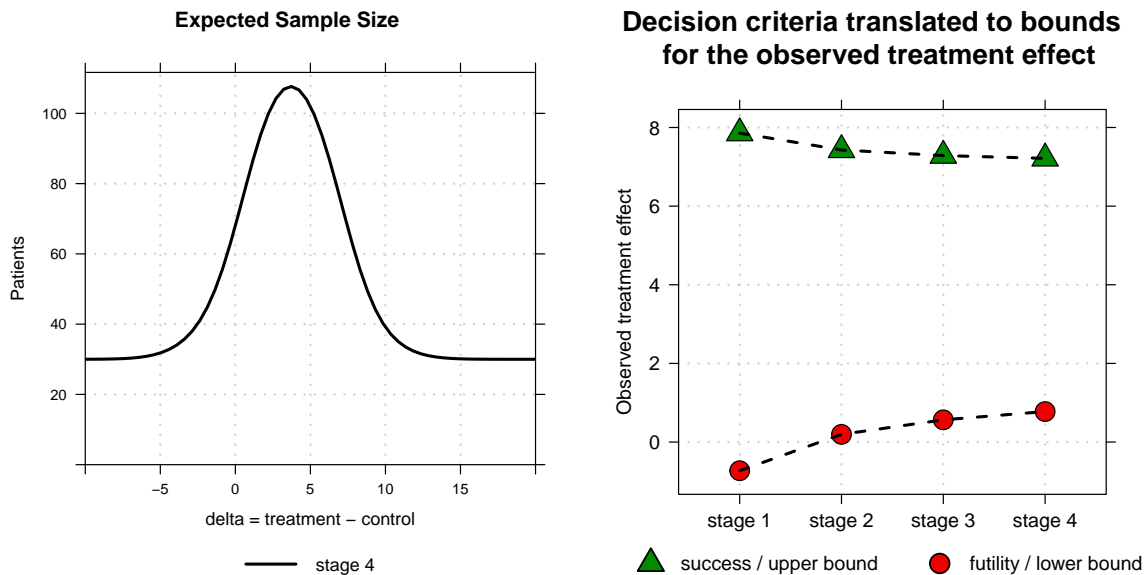 Expected Sample Size
100
80
60
40
20
Patients
−5
0
5
10
15
delta = treatment − control
stage 4
Decision criteria translated to bounds
for the observed treatment effect
8
6
4
2
0
Observed treatment effect
stage 1
stage 2
stage 3
stage 4
success / upper bound
futility / lower bound